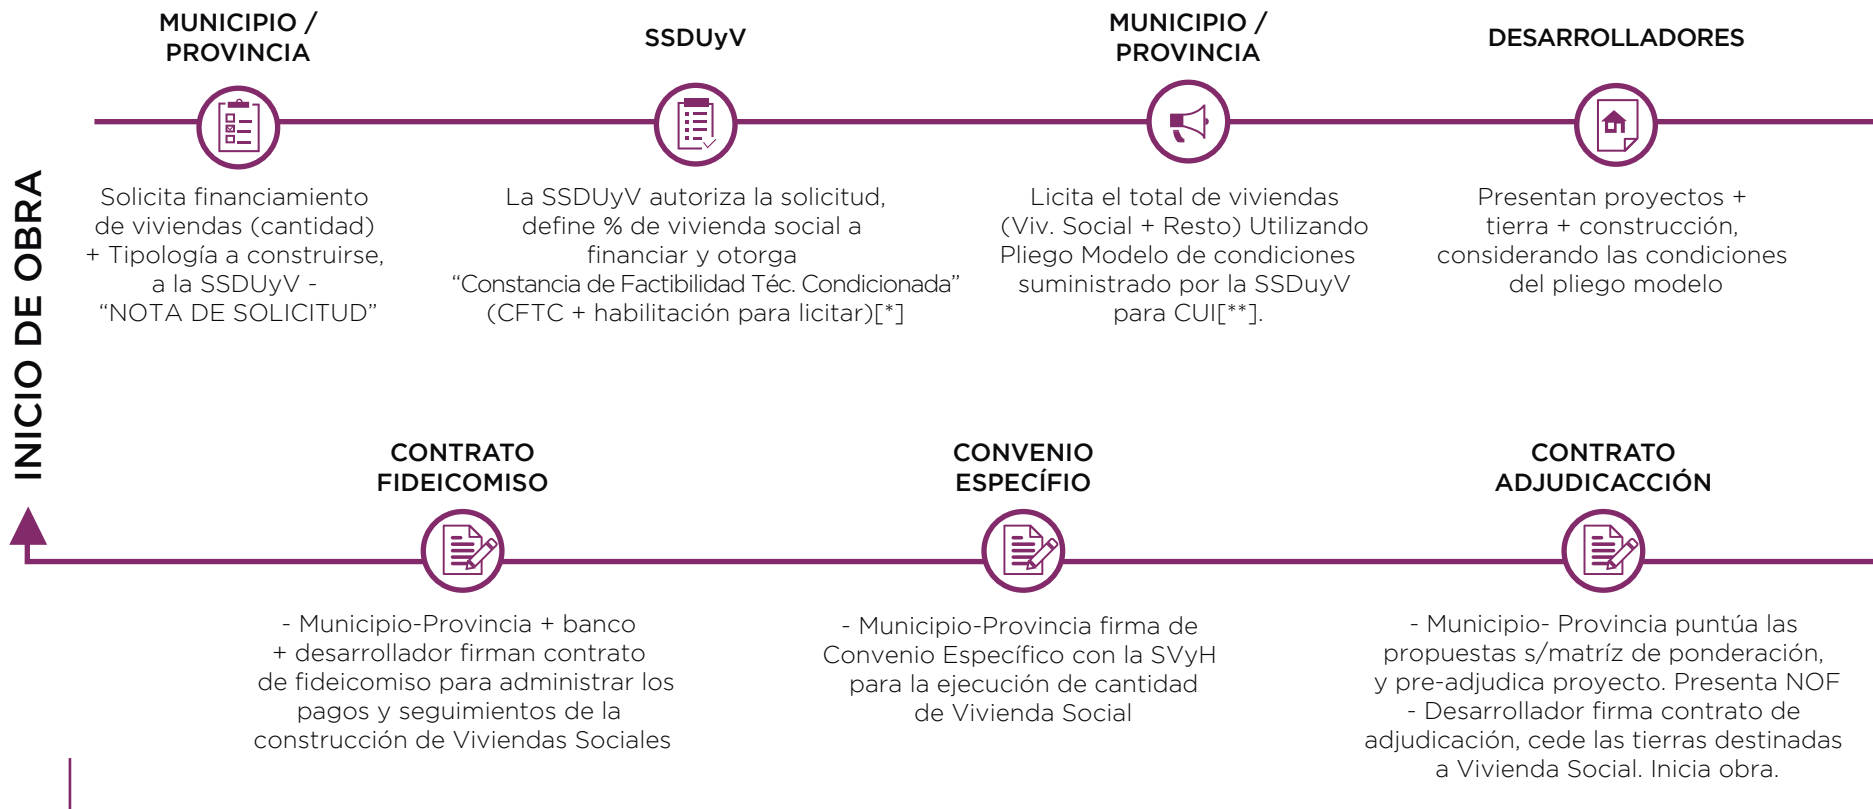 MUNICIPIO /
PROVINCIA
Solicita financiamiento
de viviendas (cantidad)
+ Tipología a construirse,
a la SSDUyV -
“NOTA DE SOLICITUD”
SSDUyV
La SSDUyV autoriza la solicitud,
define % de vivienda social a
financiar y otorga
“Constancia de Factibilidad Téc. Condicionada”
(CFTC + habilitación para licitar)[*]
MUNICIPIO /
PROVINCIA
Licita el total de viviendas
(Viv. Social + Resto) Utilizando
Pliego Modelo de condiciones
suministrado por la SSDuyV
para CUI[**].
DESARROLLADORES
Presentan proyectos +
tierra + construcción,
considerando las condiciones
del pliego modelo
INICIO DE OBRA
CONTRATO
FIDEICOMISO
- Municipio-Provincia + banco
+ desarrollador firman contrato
de fideicomiso para administrar los
pagos y seguimientos de la
construcción de Viviendas Sociales
CONVENIO
ESPECÍFIO
- Municipio-Provincia firma de
Convenio Específico con la SVyH
para la ejecución de cantidad
de Vivienda Social
CONTRATO
ADJUDICACCIÓN
- Municipio- Provincia puntúa las
propuestas s/matríz de ponderación,
y pre-adjudica proyecto. Presenta NOF
- Desarrollador firma contrato de
adjudicación, cede las tierras destinadas
a Vivienda Social. Inicia obra.